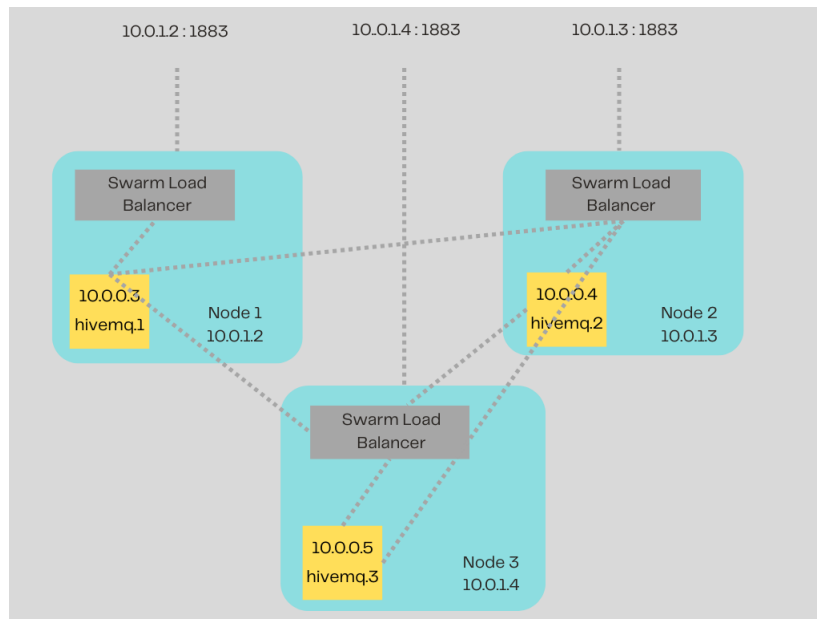 10.0.1.2 : 1883
10..0.1.4 : 1883
10.0.1.3 : 1883
Swarm Load
Balancer
10.0.0.3
hivemq.1
Node 1
10.0.1.2
Swarm Load
Balancer
10.0.0.4
hivemq.2
Node 2
10.0.1.3
Swarm Load
Balancer
10.0.0.5
hivemq.3
Node 3
10.0.1.4